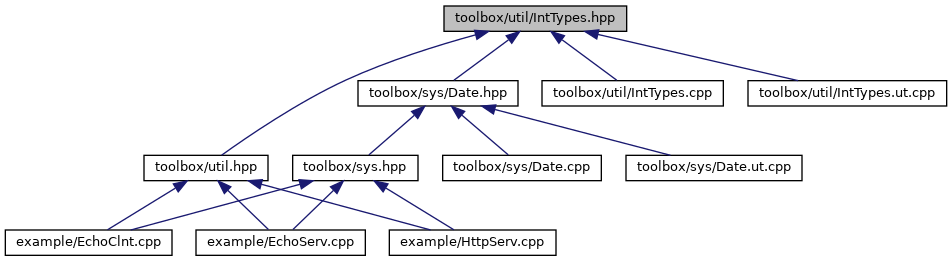 toolbox/util/IntTypes.hpp
toolbox/sys/Date.hpp
toolbox/util/IntTypes.cpp
toolbox/util/IntTypes.ut.cpp
toolbox/util.hpp
toolbox/sys.hpp
toolbox/sys/Date.cpp
toolbox/sys/Date.ut.cpp
example/EchoClnt.cpp
example/EchoServ.cpp
example/HttpServ.cpp